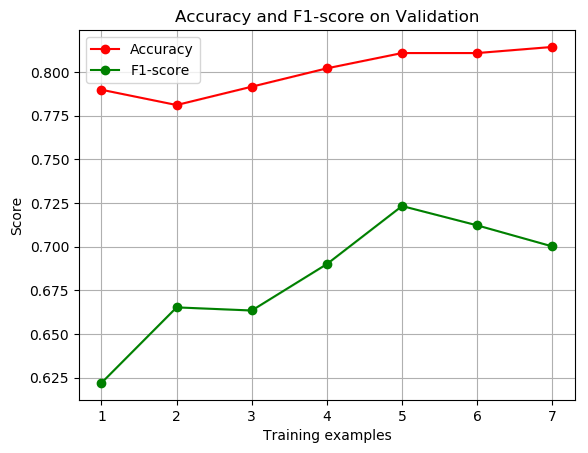 Accuracy and F1-score on Validation
Accuracy
F1-score
0.800
0.775
0.750
0.725
0.700
0.675
0.650
0.625
Score
1 2 3 4 5 6 7
Training examples